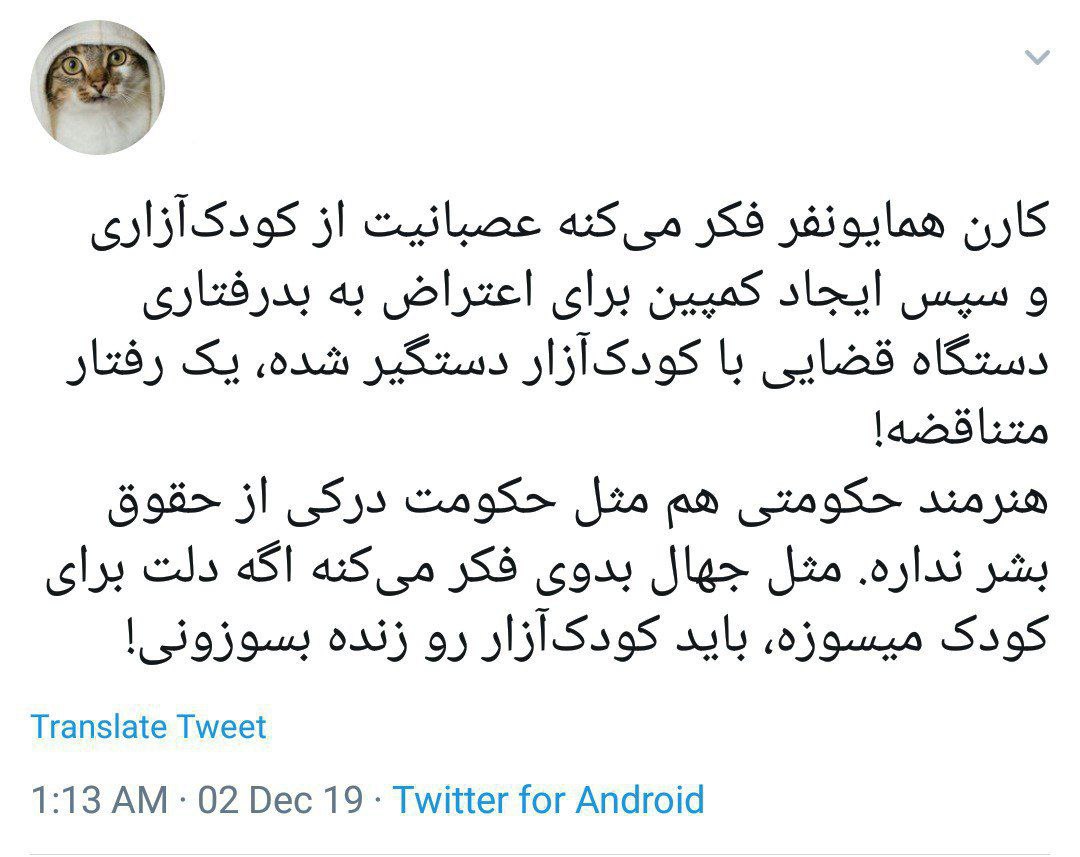 کارن همایونفر فکر می‌کنه عصبانیت از کودک‌آزاری
و سپس ایجاد کمپین برای اعتراض به بدرفتاری
دستگاه قضایی با کودک‌آزار دستگیر شده، یک رفتار
متناقضه!
هنرمند حکومتی هم مثل حکومت درکی از حقوق
بشر نداره. مثل جهال بدوی فکر می‌کنه اگه دلت برای
کودک میسوزه، باید کودک‌آزار رو زنده بسوزونی!
Translate Tweet
1:13 AM · 02 Dec 19 · Twitter for Android